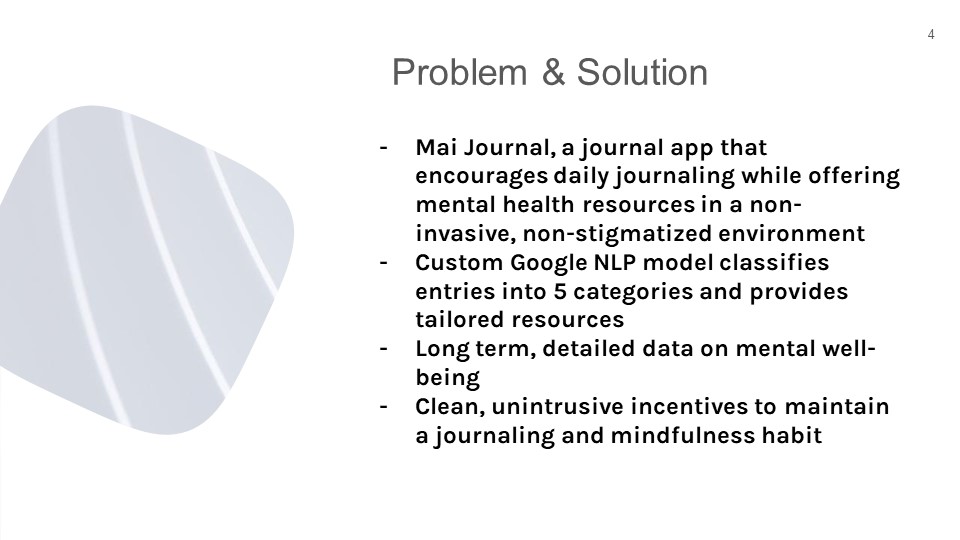 4
Problem & Solution
- Mai Journal, a journal app that
encourages daily journaling while offering
mental health resources in a non-
invasive, non-stigmatized environment
- Custom Google NLP model classifies
entries into 5 categories and provides
tailored resources
- Long term, detailed data on mental well-
being
- Clean, unintrusive incentives to maintain
a journaling and mindfulness habit